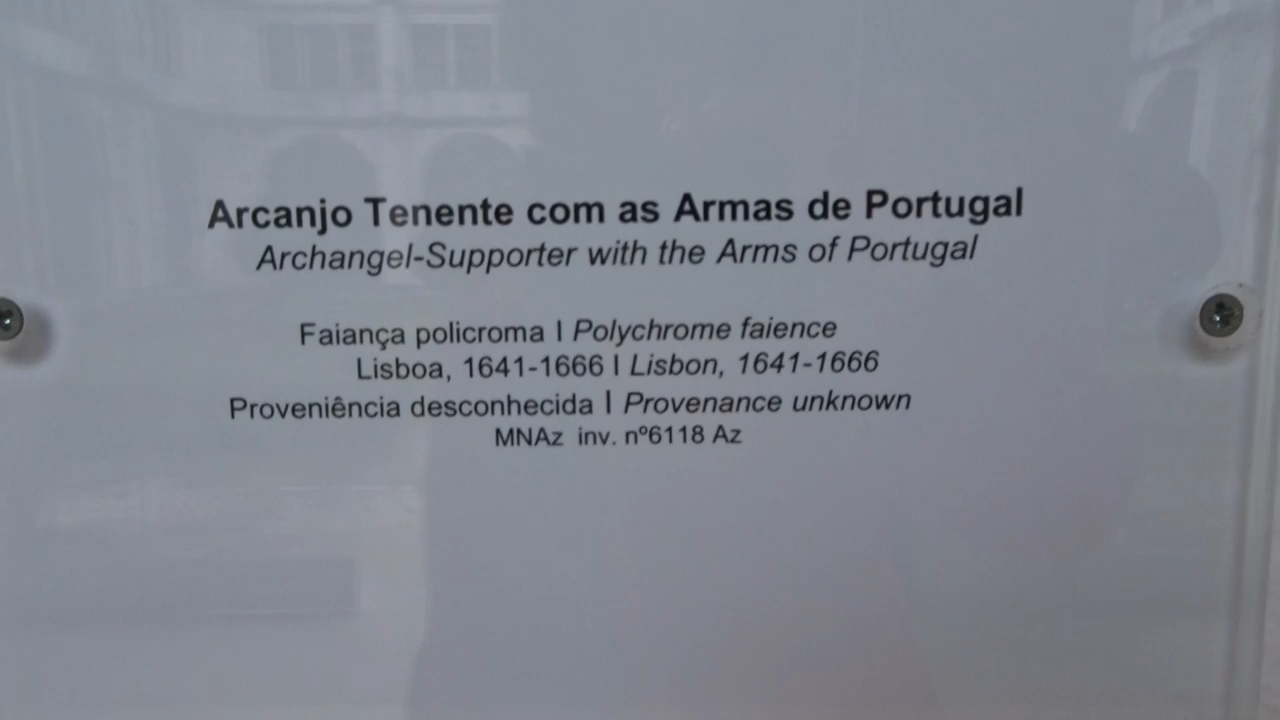 Arcanjo Tenente com as Armas de Portugal
Archangel-Supporter with the Arms of Portugal
Faiança policroma | Polychrome faience
Lisboa, 1641-1666 | Lisbon, 1641-1666
Proveniência desconhecida | Provenance unknown
MNAz inv. nº6118 Az